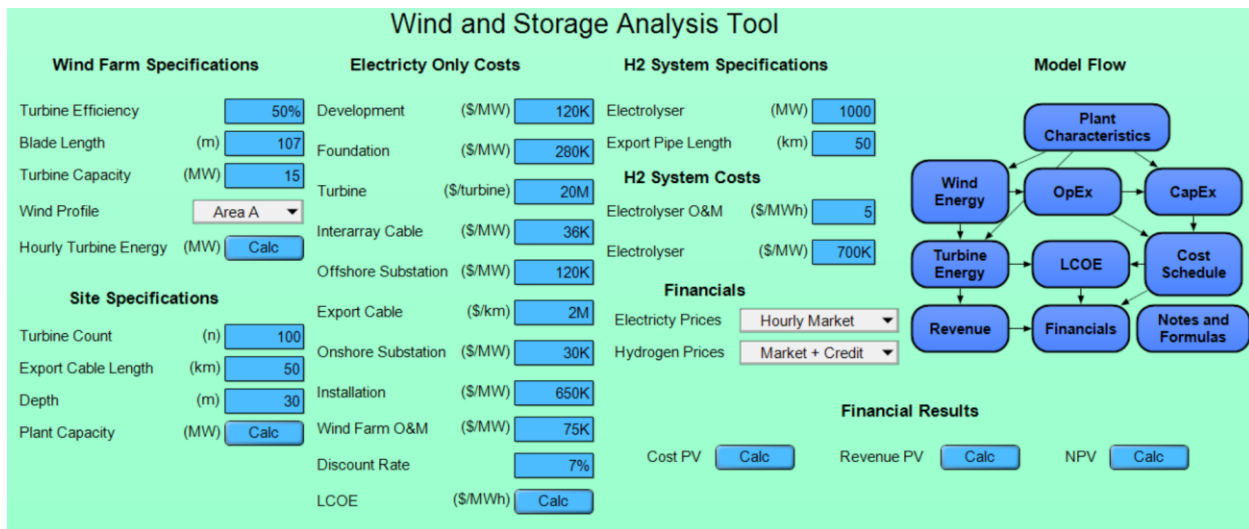 Wind and Storage Analysis Tool
Wind Farm Specifications
Turbine Efficiency 50%
Blade Length (m) 107
Turbine Capacity (MW) 15
Wind Profile Area A
Hourly Turbine Energy (MW) Calc
Site Specifications
Turbine Count (n) 100
Export Cable Length (km) 50
Depth (m) 30
Plant Capacity (MW) Calc
Electricty Only Costs
Development ($/MW) 120K
Foundation ($/MW) 280K
Turbine ($/turbine) 20M
Interarray Cable ($/MW) 36K
Offshore Substation ($/MW) 120K
Export Cable ($/km) 2M
Onshore Substation ($/MW) 30K
Installation ($/MW) 650K
Wind Farm O&M ($/MW) 75K
Discount Rate 7%
LCOE ($/MWh) Calc
H2 System Specifications
Electrolyser (MW) 1000
Export Pipe Length (km) 50
H2 System Costs
Electrolyser O&M ($/MWh) 5
Electrolyser ($/MW) 700K
Financials
Electricty Prices Hourly Market
Hydrogen Prices Market + Credit
Model Flow
Plant
Characteristics
Wind
Energy
OpEx
CapEx
Turbine
Energy
LCOE
Cost
Schedule
Revenue
Financials
Notes and
Formulas
Financial Results
Cost PV Calc
Revenue PV Calc
NPV Calc